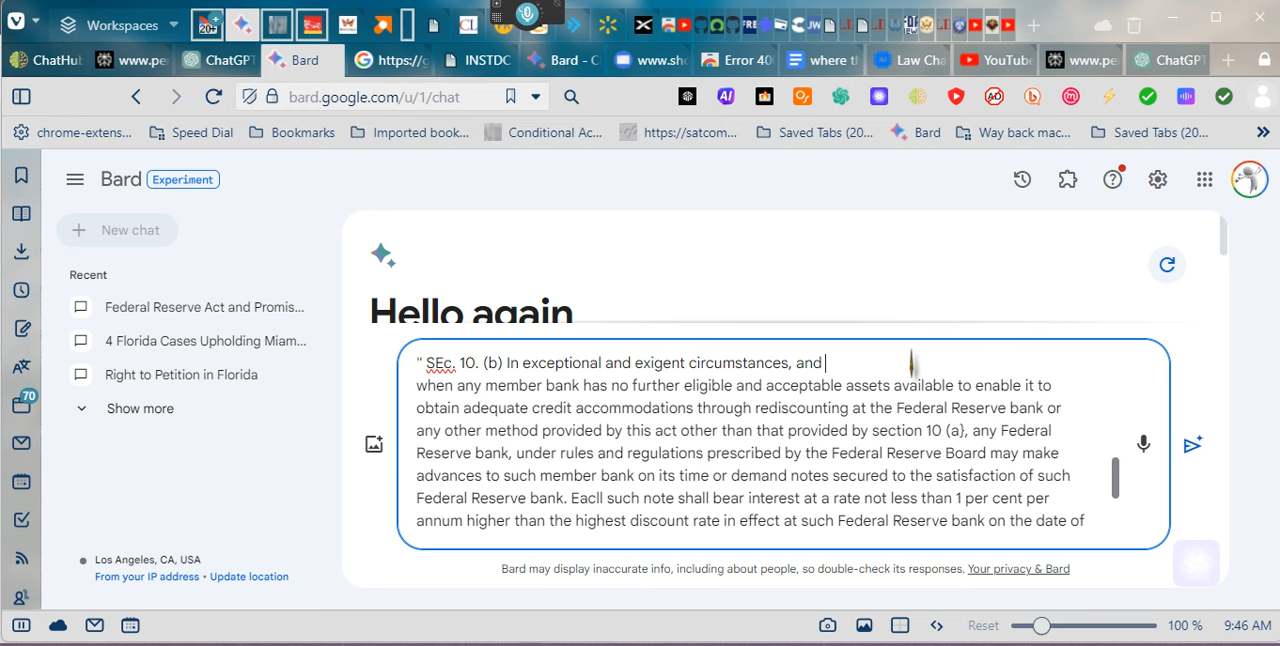 Workspaces
20+
ChatHu
www.pe
ChatGPT
Bard
https://g
INSTDC
Bard - C
www.sho
Error 40
where th
Law Cha
YouTube
www.pe
ChatGP
bard.google.com/u/1/chat
chrome-exten...
Speed Dial
Bookmarks
Imported book...
Conditional Ac...
https://satcom...
Saved Tabs (20...
Bard
Way back mac...
Saved Tabs (20...
Bard
Experiment
New chat
Recent
Federal Reserve Act and Promis...
4 Florida Cases Upholding Miam...
Right to Petition in Florida
Show more
70
Los Angeles, CA, USA
From your IP address • Update location
Hello again
" SEc. 10. (b) In exceptional and exigent circumstances, and
when any member bank has no further eligible and acceptable assets available to enable it to
obtain adequate credit accommodations through rediscounting at the Federal Reserve bank or
any other method provided by this act other than that provided by section 10 (a}, any Federal
Reserve bank, under rules and regulations prescribed by the Federal Reserve Board may make
advances to such member bank on its time or demand notes secured to the satisfaction of such
Federal Reserve bank. Eacll such note shall bear interest at a rate not less than 1 per cent per
annum higher than the highest discount rate in effect at such Federal Reserve bank on the date of
Bard may display inaccurate info, including about people, so double-check its responses. Your privacy & Bard
Reset
100 %
9:46 AM